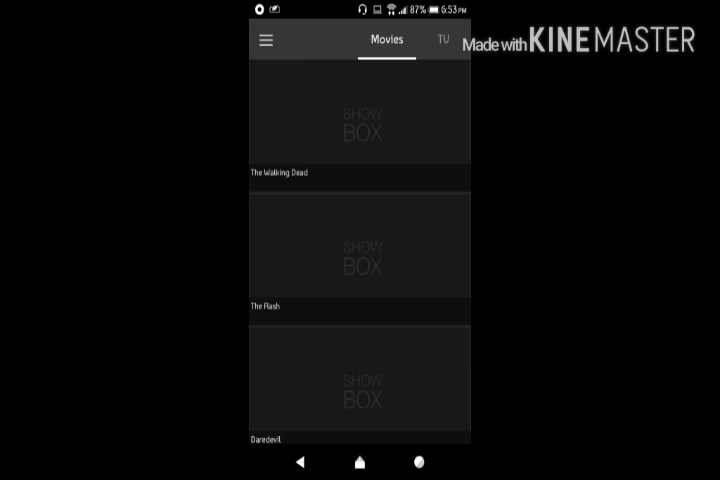 87% 6:53 PM
Movies TV
Made with KINEMASTER
SHOW
BOX
The Walking Dead
SHOW
BOX
The Flash
SHOW
BOX
Daredevil